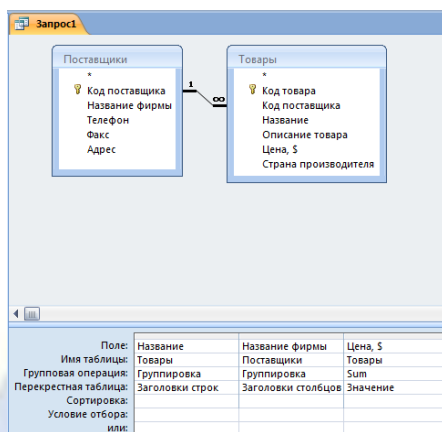 Запрос1
Поставщики
*
Код поставщика
Название фирмы
Телефон
Факс
Адрес
1
∞
Товары
*
Код товара
Код поставщика
Название
Описание товара
Цена, $
Страна производителя
Поле: Название Название фирмы Цена, $
Имя таблицы: Товары Поставщики Товары
Групповая операция: Группировка Группировка Sum
Перекрестная таблица: Заголовки строк Заголовки столбцов Значение
Сортировка:
Условие отбора:
или: